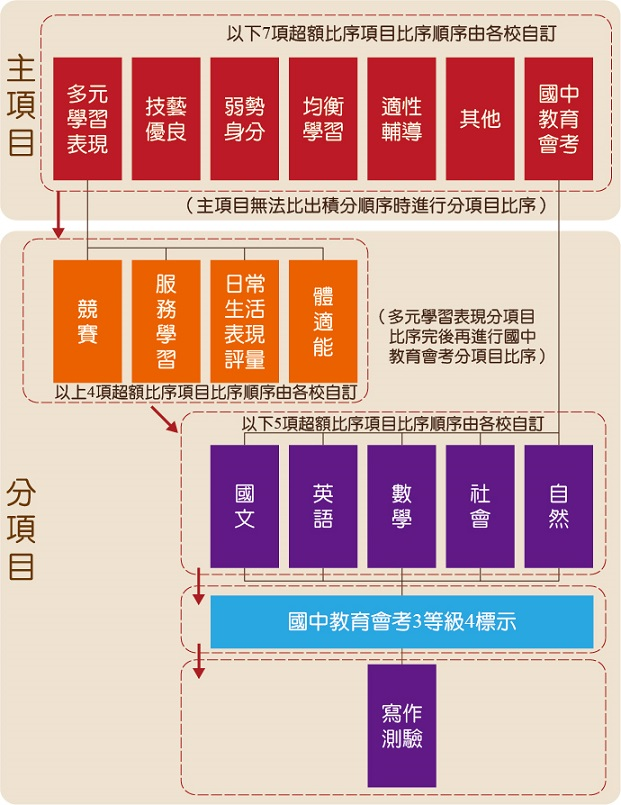 主項目
以下7項超額比序項目比序順序由各校自訂
多元
學習
表現
技藝
優良
弱勢
身分
均衡
學習
適性
輔導
其他
國中
教育
會考
（主項目無法比出積分順序時進行分項目比序）
分項目
競賽
服務學習
日常
生活
表現
評量
體適能
以上4項超額比序項目比序順序由各校自訂
（多元學習表現分項目
比序完後再進行國中
教育會考分項目比序）
以下5項超額比序項目比序順序由各校自訂
國文
英語
數學
社會
自然
國中教育會考3等級4標示
寫作
測驗